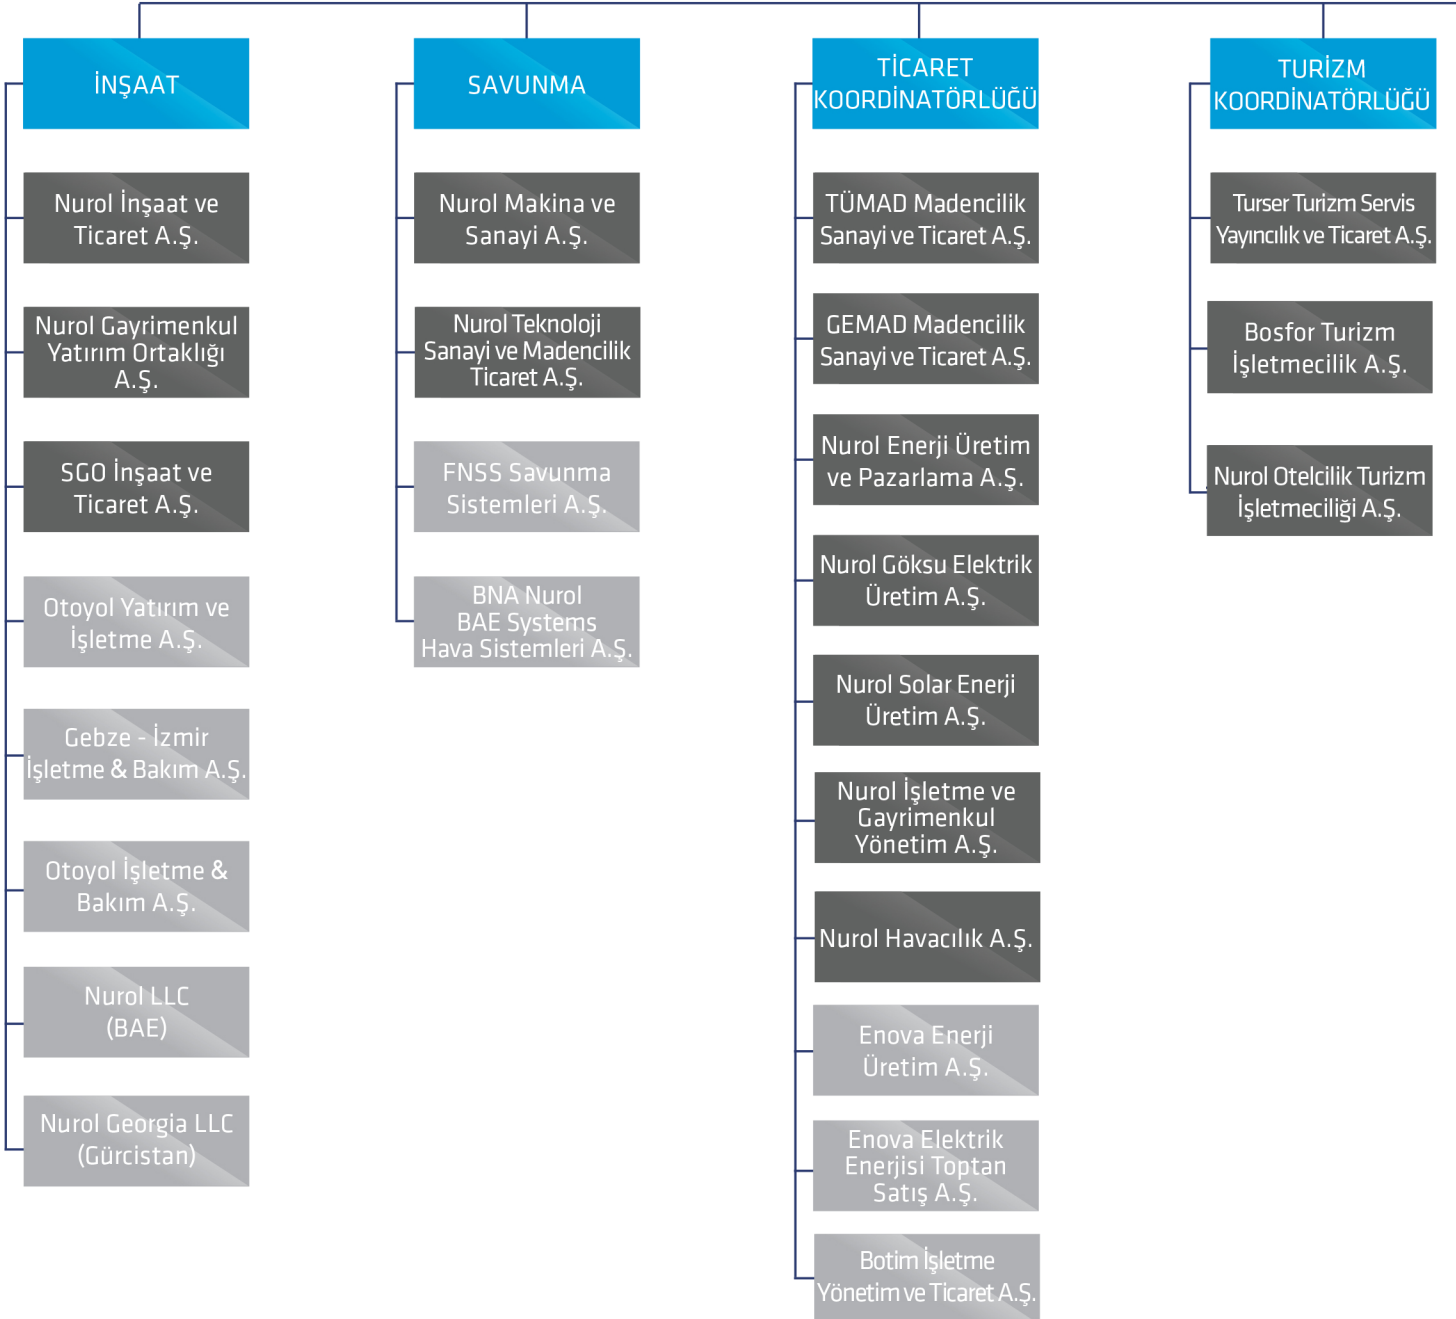 İNŞAAT
Nurol İnşaat ve
Ticaret A.Ş.
Nurol Gayrimenkul
Yatırım Ortaklığı
A.Ş.
SGO İnşaat ve
Ticaret A.Ş.
Otoyol Yatırım ve
İşletme A.Ş.
Gebze - İzmir
İşletme & Bakım A.Ş.
Otoyol İşletme &
Bakım A.Ş.
Nurol LLC
(BAE)
Nurol Georgia LLC
(Gürcistan)
SAVUNMA
Nurol Makina ve
Sanayi A.Ş.
Nurol Teknoloji
Sanayi ve Madencilik
Ticaret A.Ş.
FNSS Savunma
Sistemleri A.Ş.
BNA Nurol
BAE Systems
Hava Sistemleri A.Ş.
TİCARET
KOORDİNATÖRLÜĞÜ
TÜMAD Madencilik
Sanayi ve Ticaret A.Ş.
GEMAD Madencilik
Sanayi ve Ticaret A.Ş.
Nurol Enerji Üretim
ve Pazarlama A.Ş.
Nurol Göksu Elektrik
Üretim A.Ş.
Nurol Solar Enerji
Üretim A.Ş.
Nurol İşletme ve
Gayrimenkul
Yönetim A.Ş.
Nurol Havacılık A.Ş.
Enova Enerji
Üretim A.Ş.
Enova Elektrik
Enerjisi Toptan
Satış A.Ş.
Botim İşletme
Yönetim ve Ticaret A.Ş.
TURİZM
KOORDİNATÖRLÜĞÜ
Turser Turizm Servis
Yayıncılık ve Ticaret A.Ş.
Bosfor Turizm
İşletmecilik A.Ş.
Nurol Otelcilik Turizm
İşletmeciliği A.Ş.